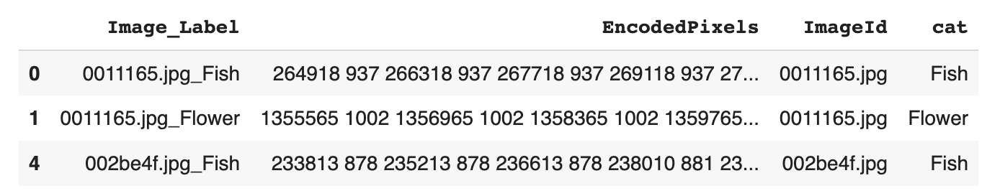 Image_Label EncodedPixels ImageId cat
0 0011165.jpg_Fish 264918 937 266318 937 267718 937 269118 937 27... 0011165.jpg Fish
1 0011165.jpg_Flower 1355565 1002 1356965 1002 1358365 1002 1359765... 0011165.jpg Flower
4 002be4f.jpg_Fish 233813 878 235213 878 236613 878 238010 881 23... 002be4f.jpg Fish